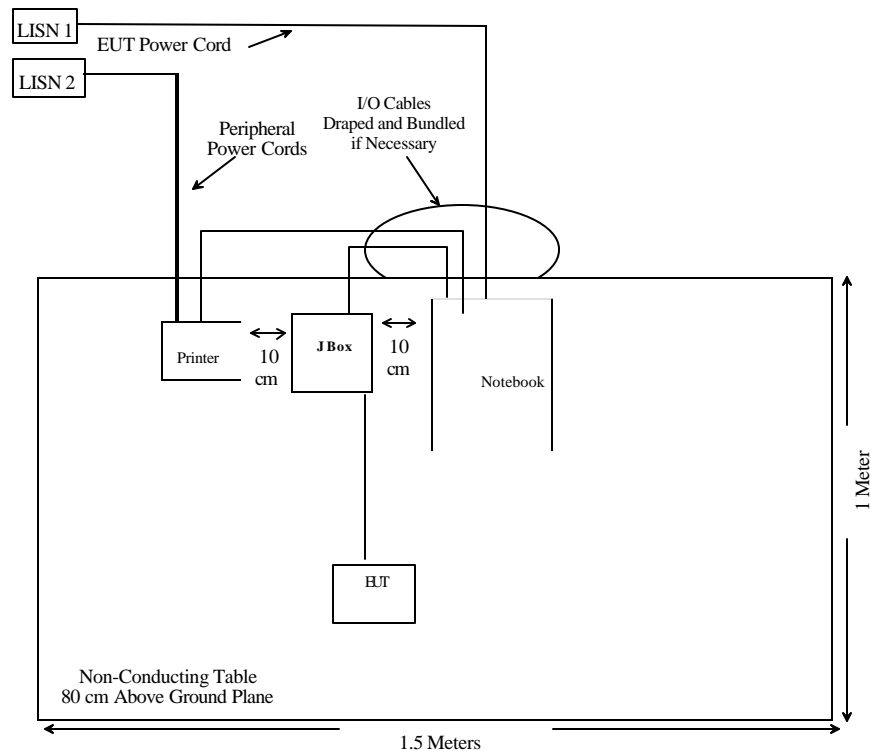 LISN 1
EUT Power Cord
LISN 2
I/O Cables
Draped and Bundled
if Necessary
Peripheral
Power Cords
Printer
10
cm
J Box
10
cm
Notebook
1 Meter
EUT
Non-Conducting Table
80 cm Above Ground Plane
1.5 Meters